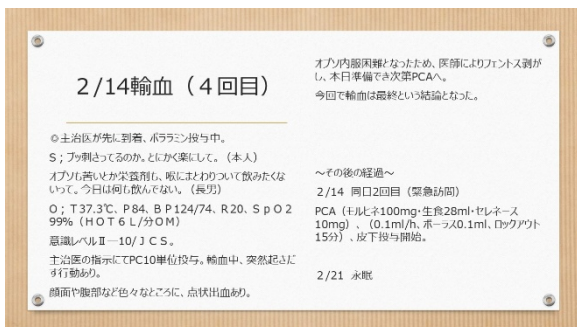 2/14輸血（4回目）
◎主治医が先に到着、ポララミン投与中。
S；ブッ刺さってるのか。とにかく楽にして。（本人）
オプソも苦いとか栄養剤も、喉にまとわりついて飲みたくな
いって。今日は何も飲んでない。（長男）
O；T37.3℃、P84、BP124/74、R20、SpO2
99%（HOT6L/分OM）
意識レベルⅡ―10/JCS。
主治医の指示にてPC10単位投与。輸血中、突然起きだ
す行動あり。
顔面や腹部など色々なところに、点状出血あり。
オプソ内服困難となったため、医師によりフェントス剥が
し、本日準備でき次第PCAへ。
今回で輸血は最終という結論となった。
～その後の経過～
2/14 同日2回目（緊急訪問）
PCA（モルヒネ100mg・生食28ml・セレネース
10mg）、（0.1ml/h、ボーラス0.1ml、ロックアウト
15分）、皮下投与開始。
2/21 永眠